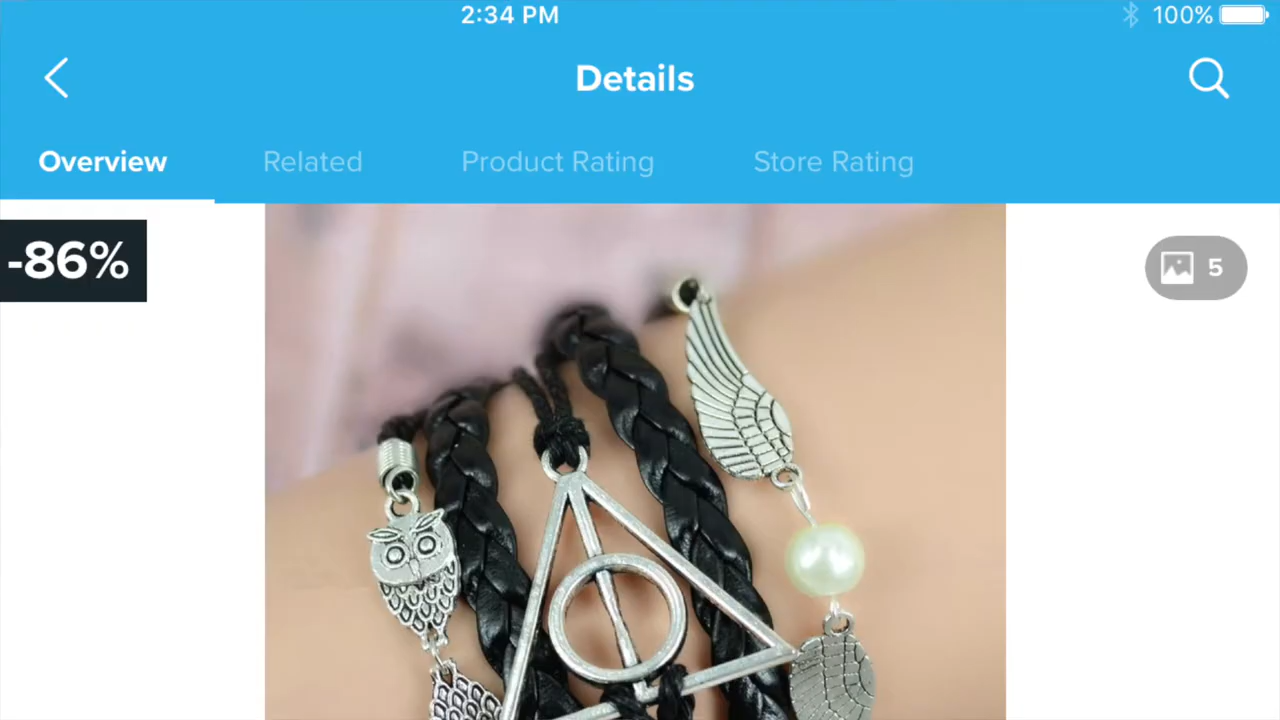 2:34 PM
100%
Details
Overview
Related
Product Rating
Store Rating
-86%
5